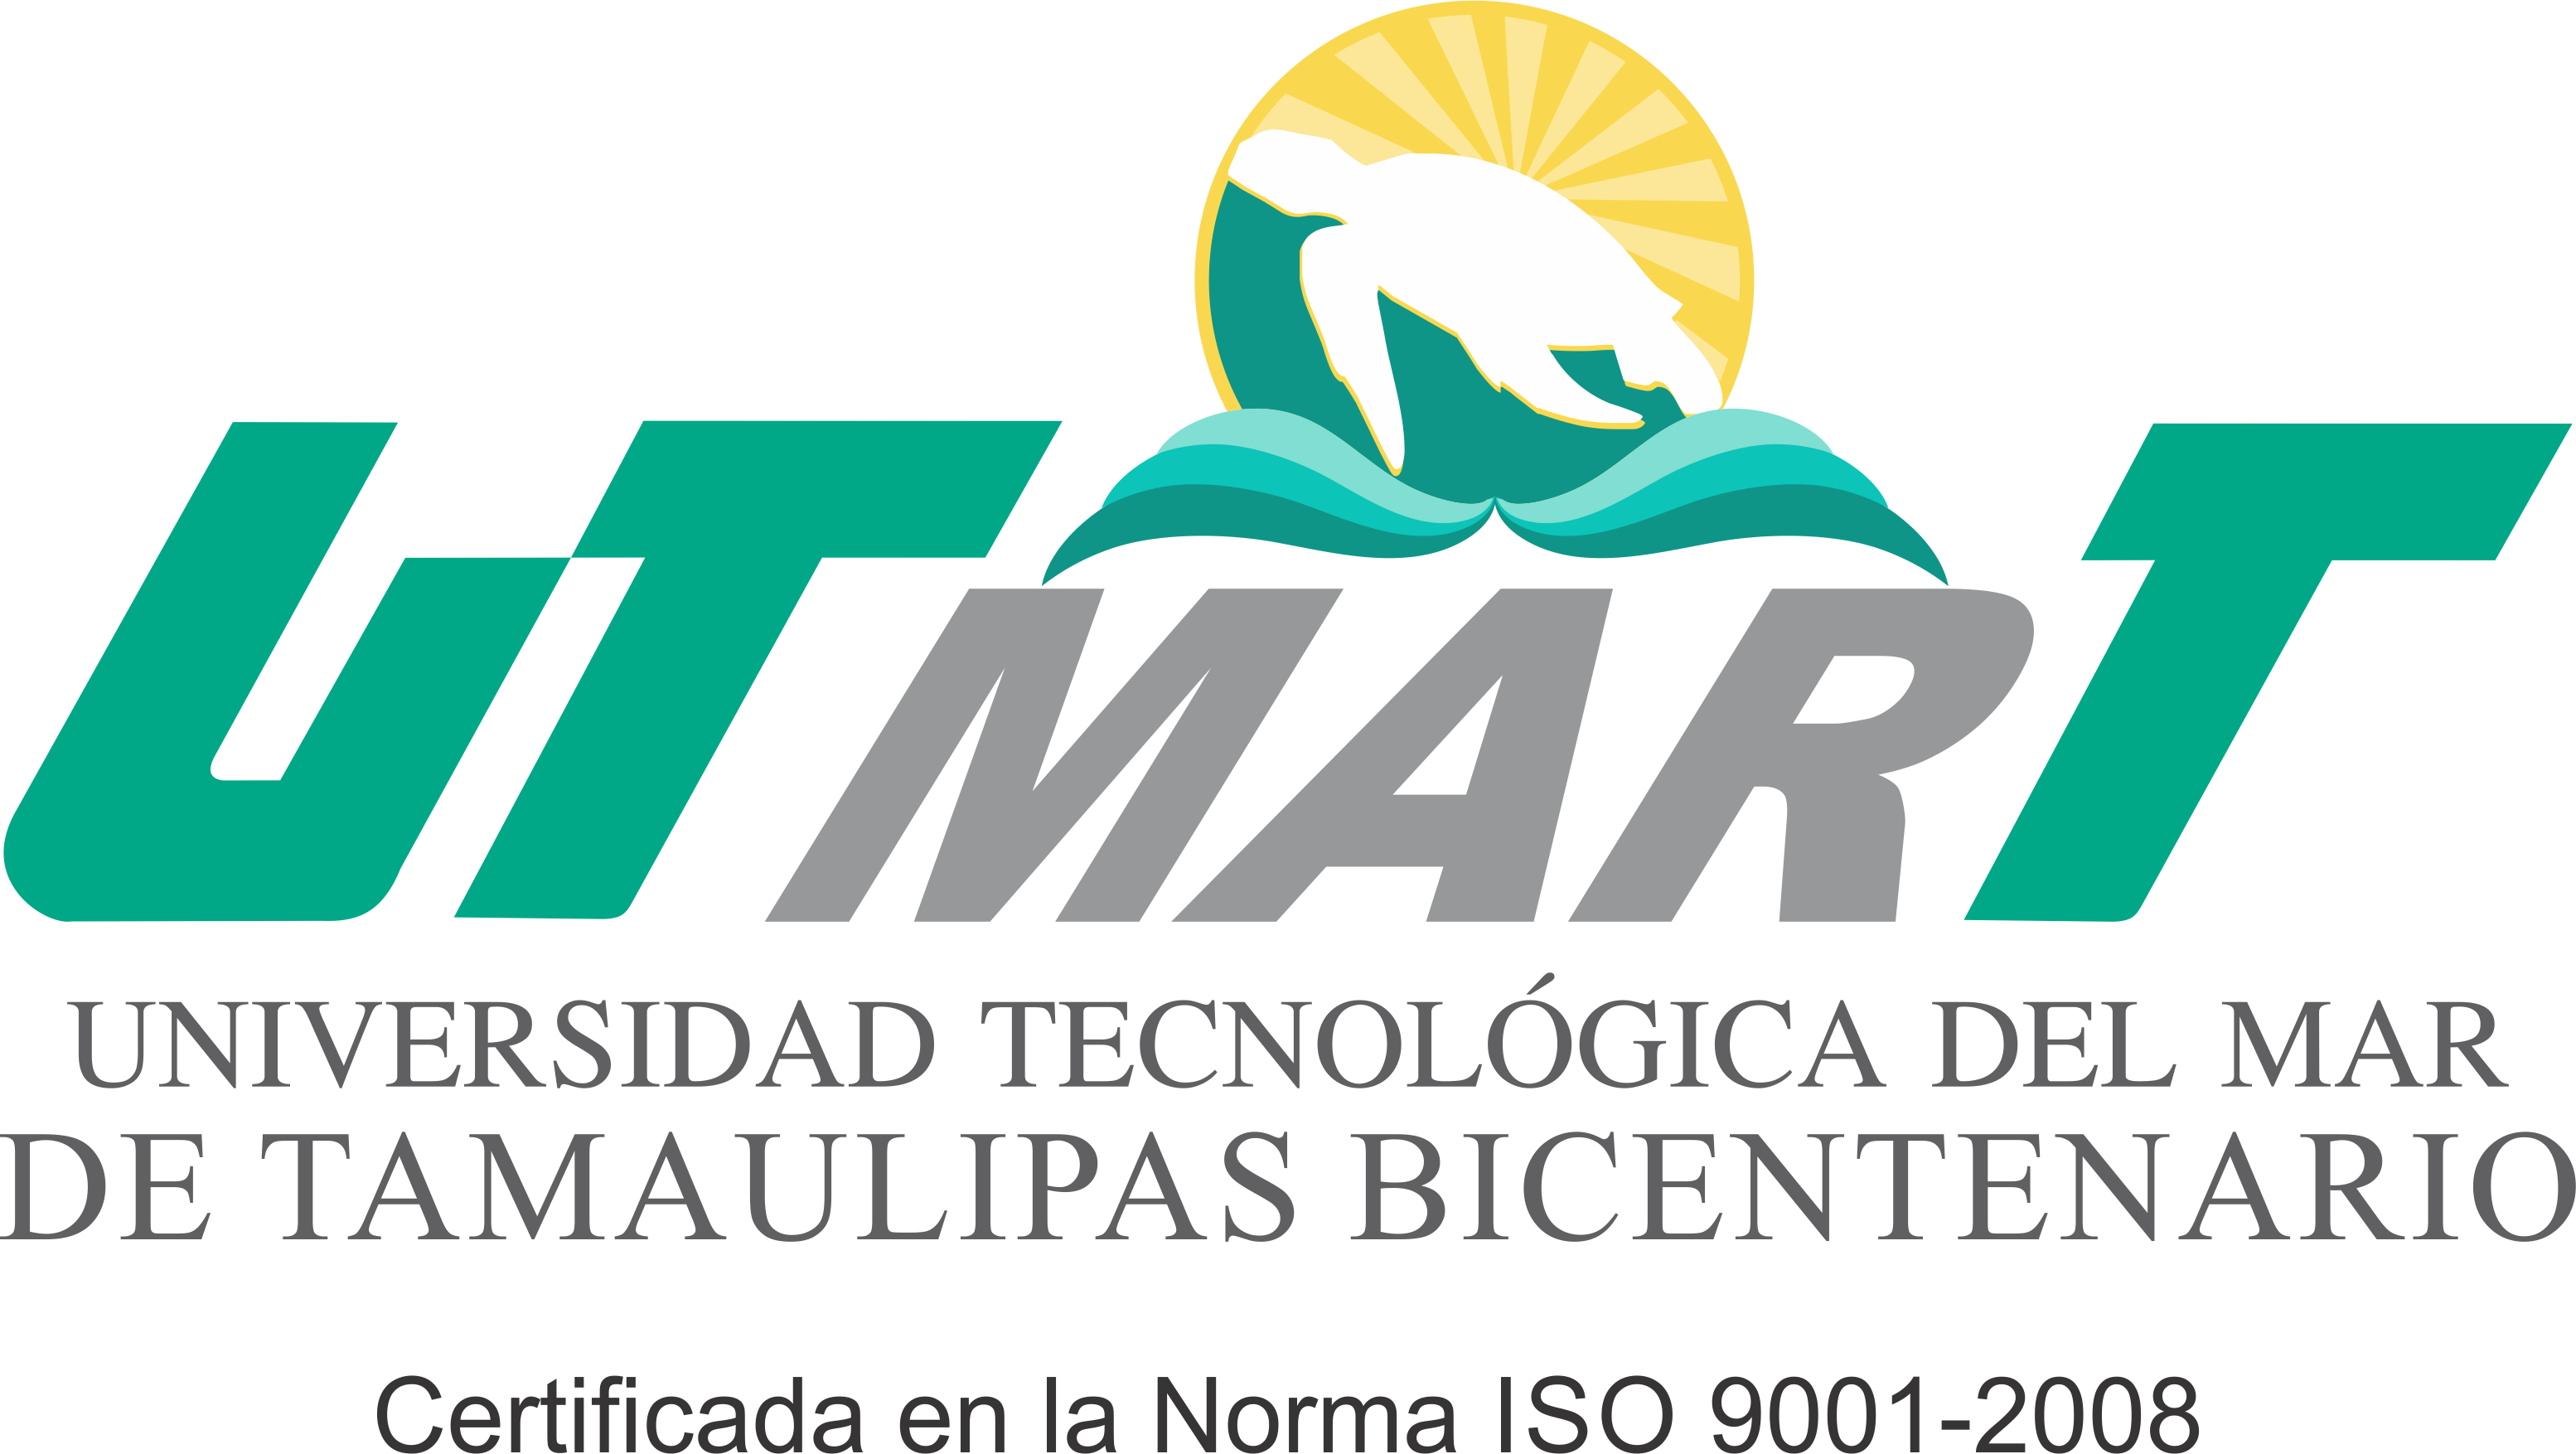 UTMART
UNIVERSIDAD TECNOLÓGICA DEL MAR
DE TAMAULIPAS BICENTENARIO
Certificada en la Norma ISO 9001-2008